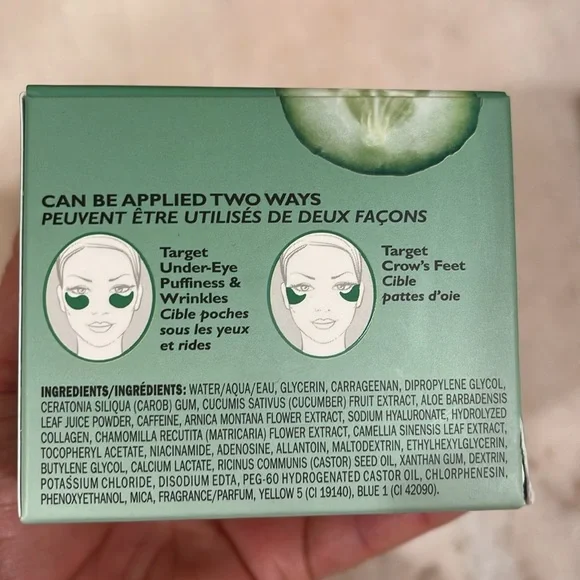 CAN BE APPLIED TWO WAYS
PEUVENT ÊTRE UTILISÉS DE DEUX FAÇONS
Target
Under-Eye
Puffiness &
Wrinkles
Cible poches
sous les yeux
et rides
Target
Crow's Feet
Cible
pattes d'oie
INGREDIENTS/INGRÉDIENTS: WATER/AQUA/EAU, GLYCERIN, CARRAGEENAN, DIPROPYLENE GLYCOL,
CERATONIA SILIQUA (CAROB) GUM, CUCUMIS SATIVUS (CUCUMBER) FRUIT EXTRACT, ALOE BARBADENSIS
LEAF JUICE POWDER, CAFFEINE, ARNICA MONTANA FLOWER EXTRACT, SODIUM HYALURONATE, HYDROLYZED
COLLAGEN, CHAMOMILLA RECUTITA (MATRICARIA) FLOWER EXTRACT, CAMELLIA SINENSIS LEAF EXTRACT,
TOCOPHERYL ACETATE, NIACINAMIDE, ADENOSINE, ALLANTOIN, MALTODEXTRIN, ETHYLHEXYLGLYCERIN,
BUTYLENE GLYCOL, CALCIUM LACTATE, RICINUS COMMUNIS (CASTOR) SEED OIL, XANTHAN GUM, DEXTRIN,
POTASSIUM CHLORIDE, DISODIUM EDTA, PEG-60 HYDROGENATED CASTOR OIL, CHLORPHENESIN,
PHENOXYETHANOL, MICA, FRAGRANCE/PARFUM, YELLOW 5 (CI 19140), BLUE 1 (CI 42090).